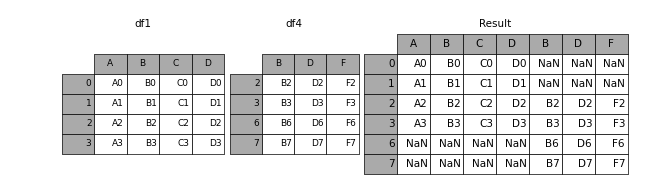 df1
A B C D
0 A0 B0 C0 D0
1 A1 B1 C1 D1
2 A2 B2 C2 D2
3 A3 B3 C3 D3
df4
B D F
2 B2 D2 F2
3 B3 D3 F3
6 B6 D6 F6
7 B7 D7 F7
Result
A B C D B D F
0 A0 B0 C0 D0 NaN NaN NaN
1 A1 B1 C1 D1 NaN NaN NaN
2 A2 B2 C2 D2 B2 D2 F2
3 A3 B3 C3 D3 B3 D3 F3
6 NaN NaN NaN NaN B6 D6 F6
7 NaN NaN NaN NaN B7 D7 F7